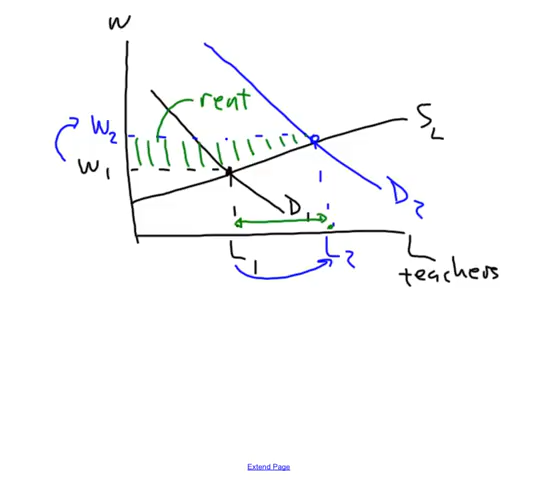 W
rent
W2
W1
SL
D1
D2
L1
L2
L
teachers
Extend Page